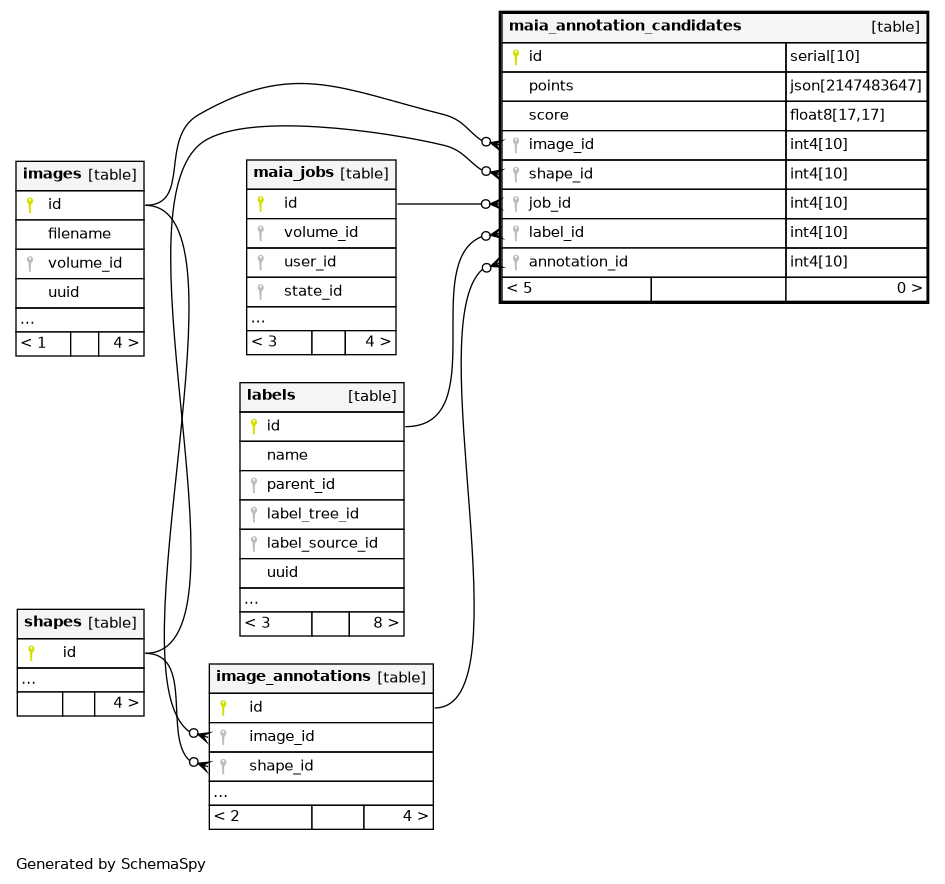 maia_annotation_candidates [table]
id serial[10]
points json[2147483647]
score float8[17,17]
image_id int4[10]
shape_id int4[10]
job_id int4[10]
label_id int4[10]
annotation_id int4[10]
< 5 0 >
images [table]
id
filename
volume_id
uuid
...
< 1 4 >
maia_jobs [table]
id
volume_id
user_id
state_id
...
< 3 4 >
labels [table]
id
name
parent_id
label_tree_id
label_source_id
uuid
...
< 3 8 >
shapes [table]
id
...
4 >
image_annotations [table]
id
image_id
shape_id
...
< 2 4 >
Generated by SchemaSpy